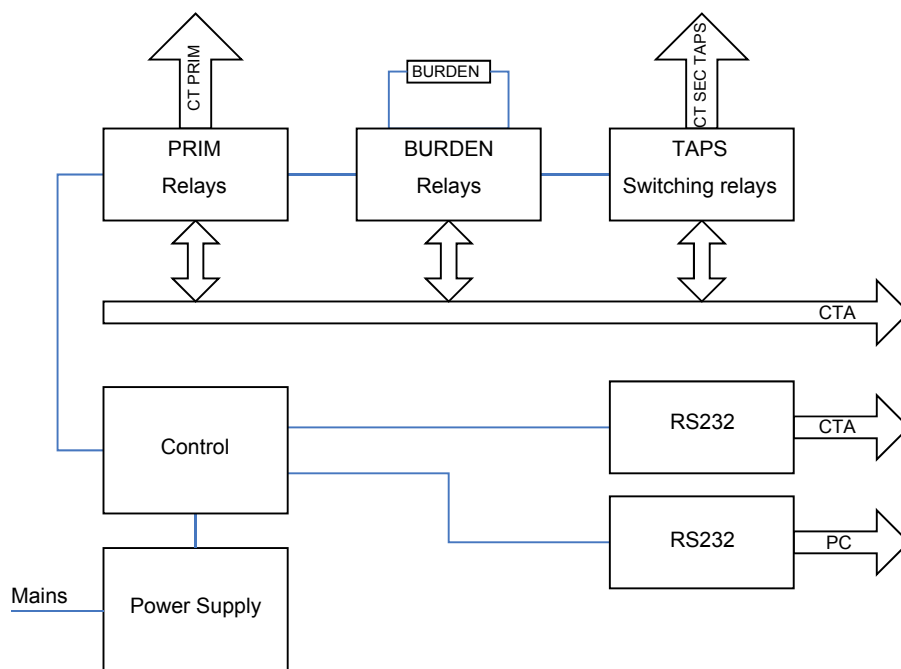 CT PRIM
BURDEN
CT SEC TAPS
PRIM
Relays
BURDEN
Relays
TAPS
Switching relays
CTA
Control
RS232
CTA
RS232
PC
Mains
Power Supply